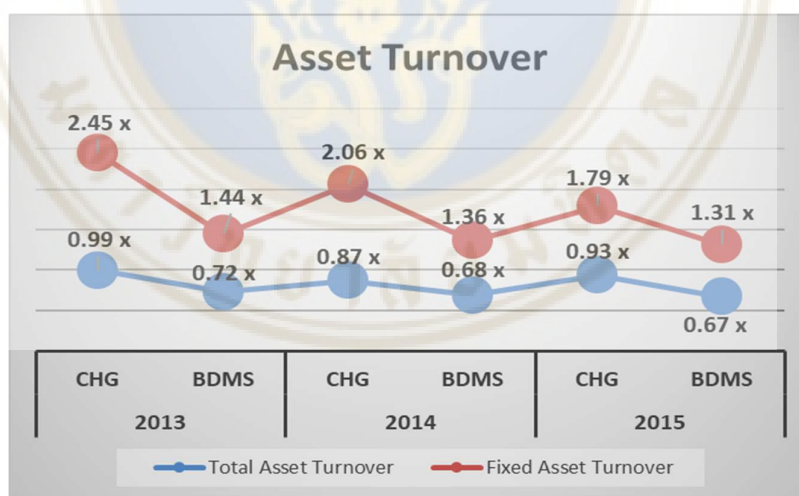 Asset Turnover
2.45 x
2.06 x
1.79 x
1.44 x
1.36 x
1.31 x
0.99 x
0.72 x
0.87 x
0.68 x
0.93 x
0.67 x
CHG BDMS CHG BDMS CHG BDMS
2013 2014 2015
Total Asset Turnover Fixed Asset Turnover